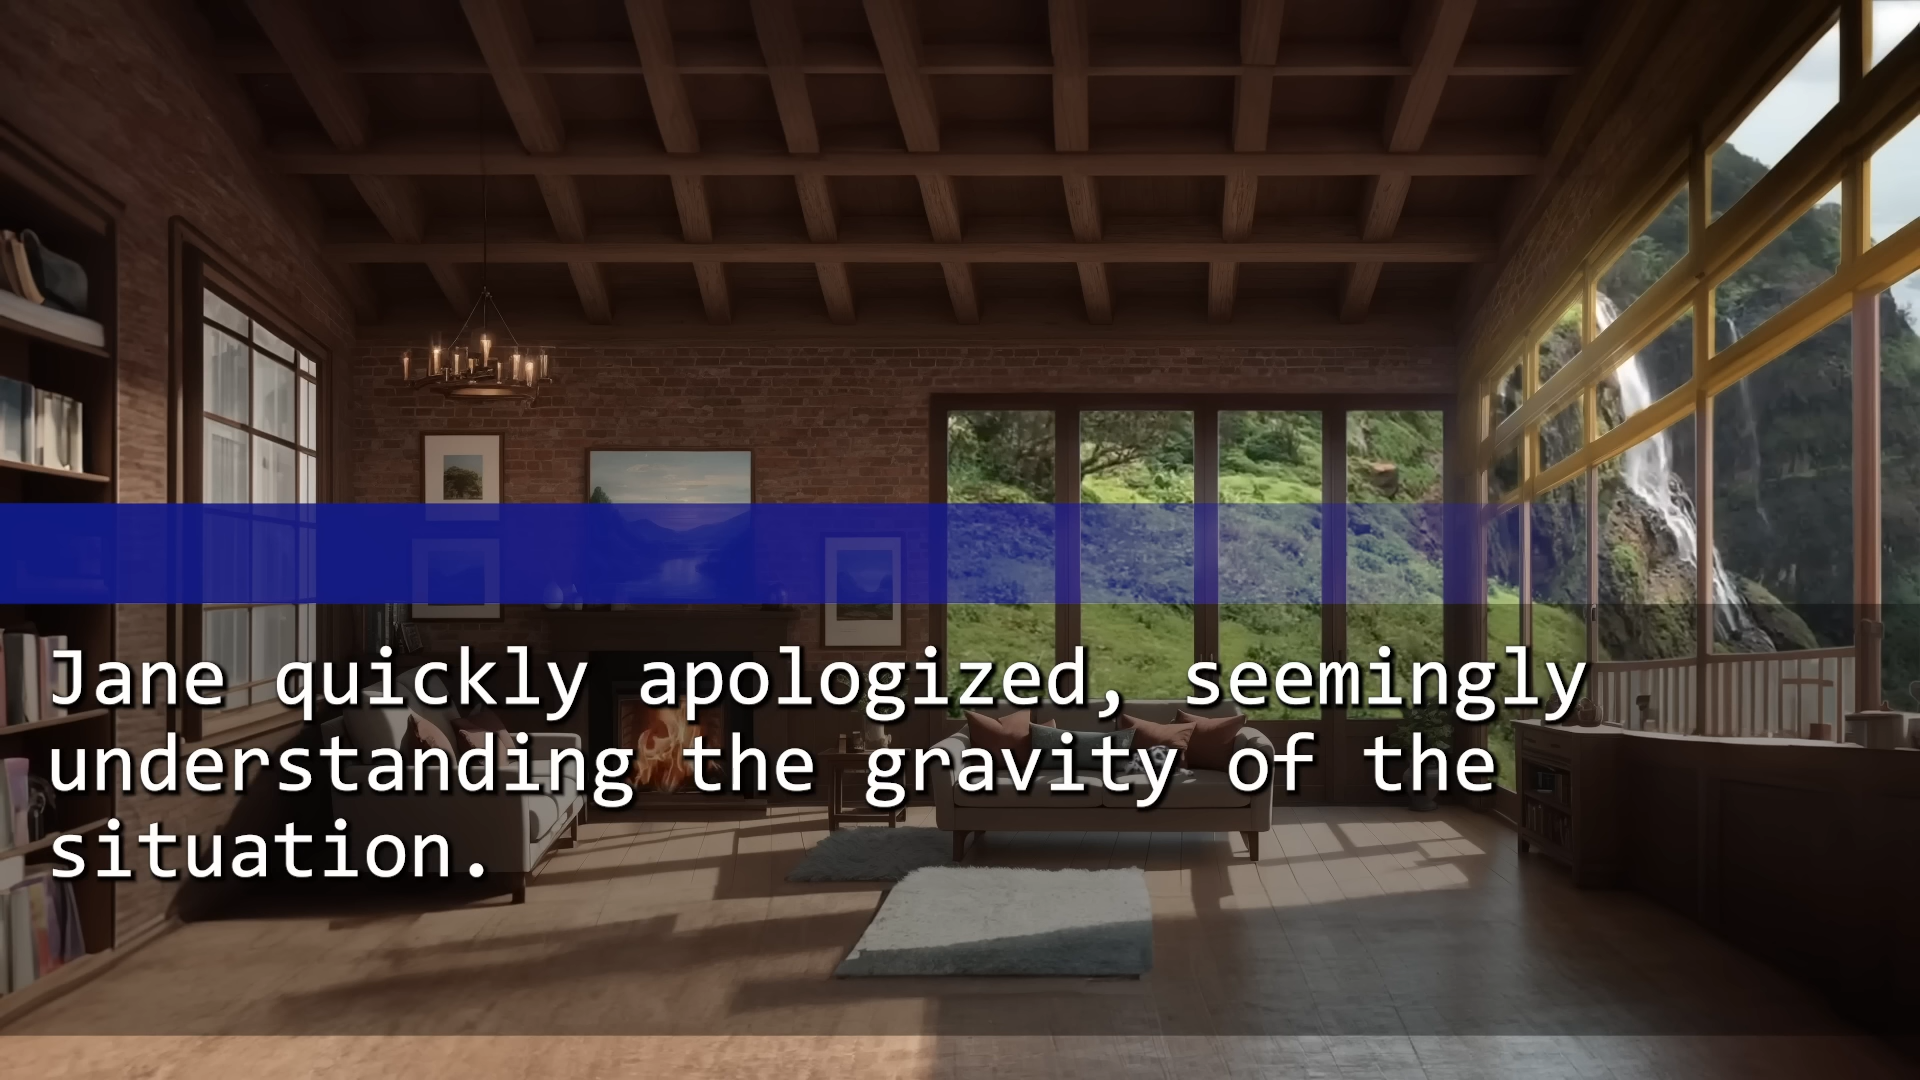 Jane quickly apologized, seemingly
understanding the gravity of the
situation.